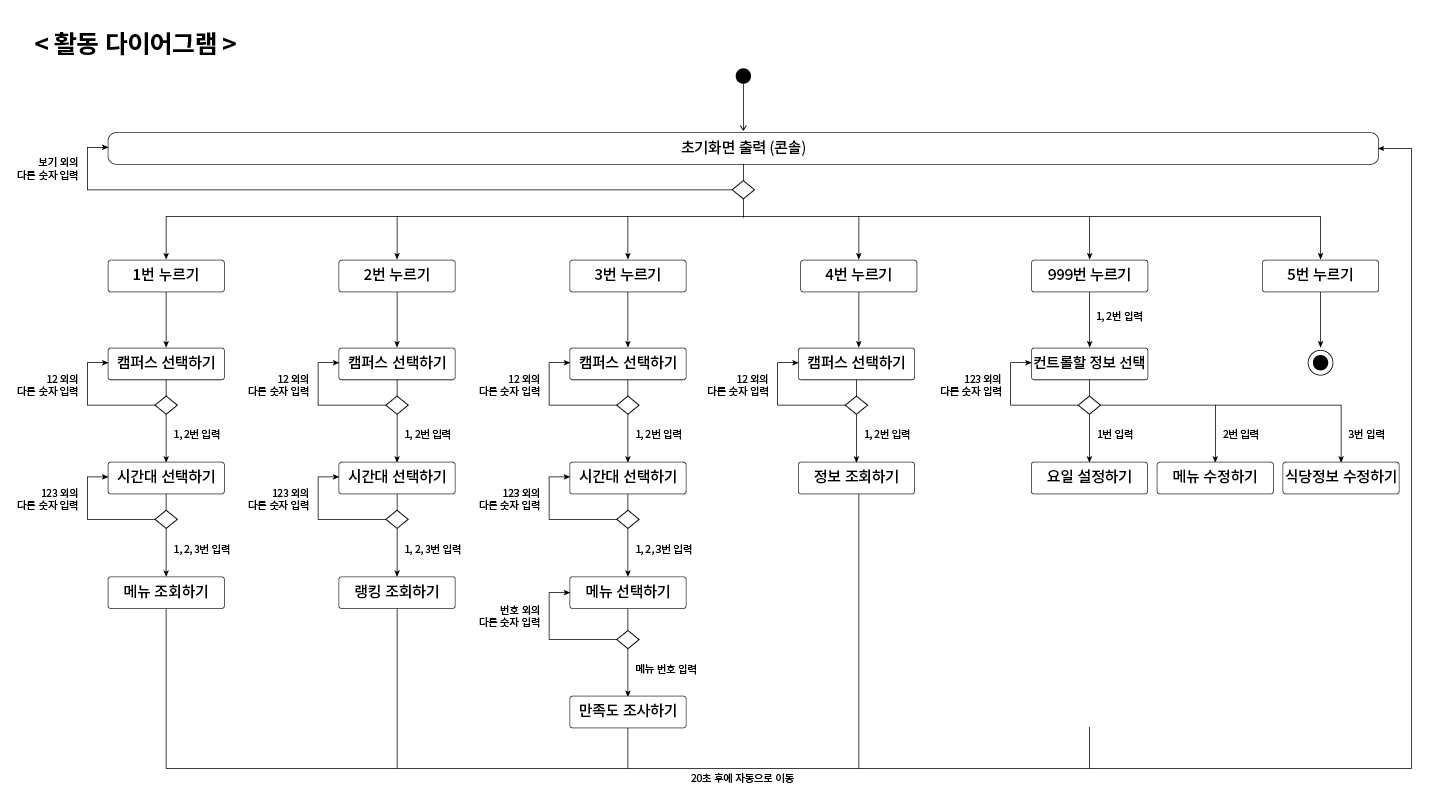 < 활동 다이어그램 >
초기화면 출력 (콘솔)
보기 외의
다른 숫자 입력
1번 누르기
2번 누르기
3번 누르기
4번 누르기
999번 누르기
5번 누르기
1, 2번 입력
캠퍼스 선택하기
캠퍼스 선택하기
캠퍼스 선택하기
캠퍼스 선택하기
컨트롤할 정보 선택
12 외의
다른 숫자 입력
12 외의
다른 숫자 입력
12 외의
다른 숫자 입력
12 외의
다른 숫자 입력
123 외의
다른 숫자 입력
1, 2번 입력
1, 2번 입력
1, 2번 입력
1, 2번 입력
1번 입력
2번 입력
3번 입력
시간대 선택하기
시간대 선택하기
시간대 선택하기
정보 조회하기
요일 설정하기
메뉴 수정하기
식당정보 수정하기
123 외의
다른 숫자 입력
123 외의
다른 숫자 입력
123 외의
다른 숫자 입력
1, 2, 3번 입력
1, 2, 3번 입력
1, 2, 3번 입력
메뉴 조회하기
랭킹 조회하기
메뉴 선택하기
번호 외의
다른 숫자 입력
메뉴 번호 입력
만족도 조사하기
20초 후에 자동으로 이동